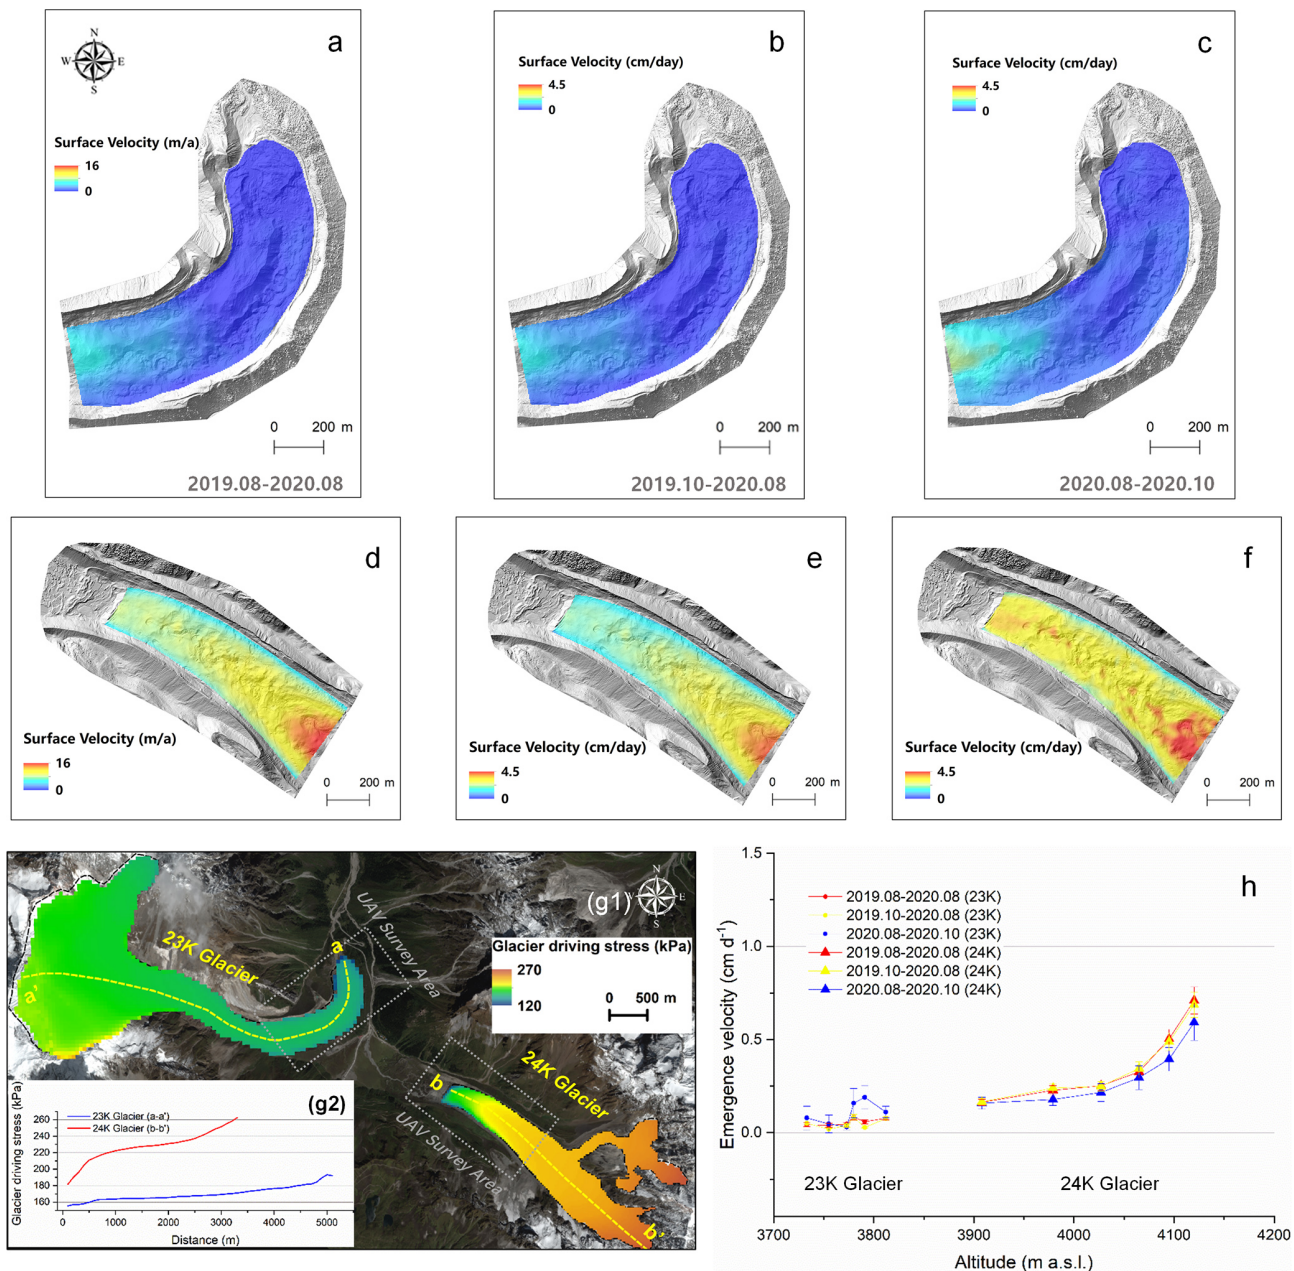 a
N
W E
S
Surface Velocity (m/a)
16
0
0 200 m
2019.08-2020.08
b
Surface Velocity (cm/day)
4.5
0
0 200 m
2019.10-2020.08
c
Surface Velocity (cm/day)
4.5
0
0 200 m
2020.08-2020.10
d
Surface Velocity (m/a)
16
0
0 200 m
e
Surface Velocity (cm/day)
4.5
0
0 200 m
f
Surface Velocity (cm/day)
4.5
0
0 200 m
(g1)
N
W E
S
UAV Survey Area
23K Glacier
a
a'
Glacier driving stress (kPa)
270
120
0 500 m
24K Glacier
b
UAV Survey Area
b'
(g2)
23K Glacier (a-a')
24K Glacier (b-b')
Glacier driving stress (kPa)
260
240
220
200
180
160
0 1000 2000 3000 4000 5000
Distance (m)
h
2019.08-2020.08 (23K)
2019.10-2020.08 (23K)
2020.08-2020.10 (23K)
2019.08-2020.08 (24K)
2019.10-2020.08 (24K)
2020.08-2020.10 (24K)
Emergence velocity (cm d⁻¹)
1.5
1.0
0.5
0.0
23K Glacier 24K Glacier
3700 3800 3900 4000 4100 4200
Altitude (m a.s.l.)